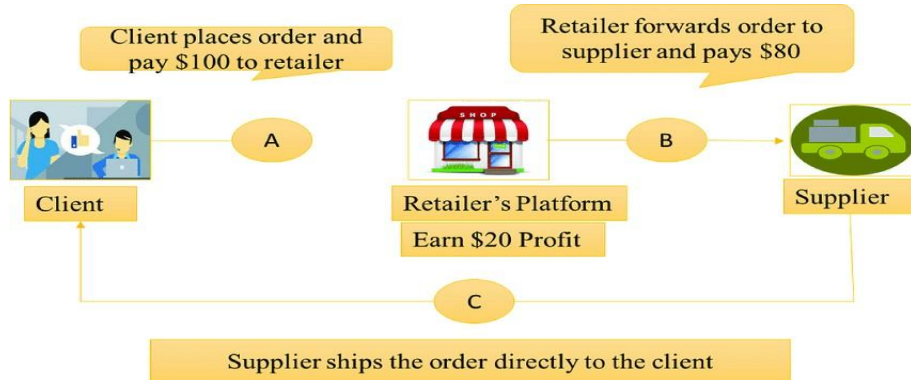 Client places order and
pay $100 to retailer
Retailer forwards order to
supplier and pays $80
A
SHOP
B
Client
Retailer's Platform
Supplier
Earn $20 Profit
C
Supplier ships the order directly to the client